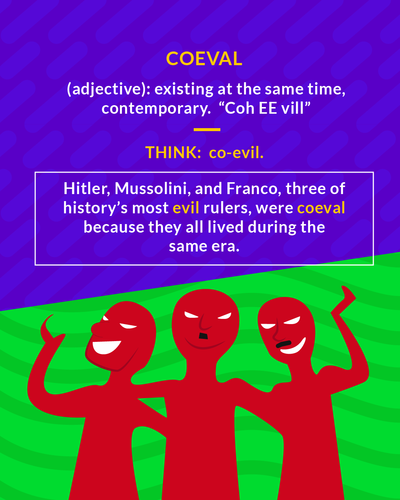 COEVAL
(adjective): existing at the same time,
contemporary.  “Coh EE vill”
THINK:  co-evil.
Hitler, Mussolini, and Franco, three of
history’s most evil rulers, were coeval
because they all lived during the
same era.